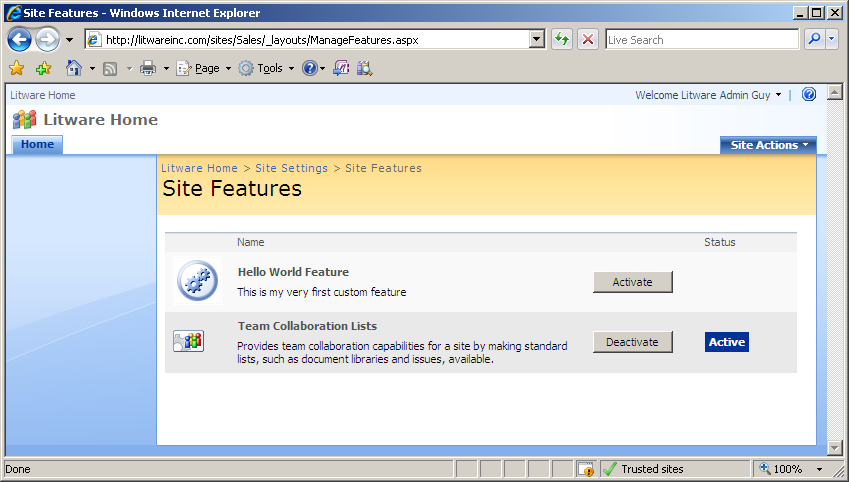 Site Features - Windows Internet Explorer
http://litwareinc.com/sites/Sales/_layouts/ManageFeatures.aspx
Live Search
Page Tools
Litware Home
Welcome Litware Admin Guy
Litware Home
Home
Site Actions
Litware Home > Site Settings > Site Features
Site Features
Name Status
Hello World Feature
This is my very first custom feature
Activate
Team Collaboration Lists
Provides team collaboration capabilities for a site by making standard
lists, such as document libraries and issues, available.
Deactivate
Active
Done
Trusted sites
100%